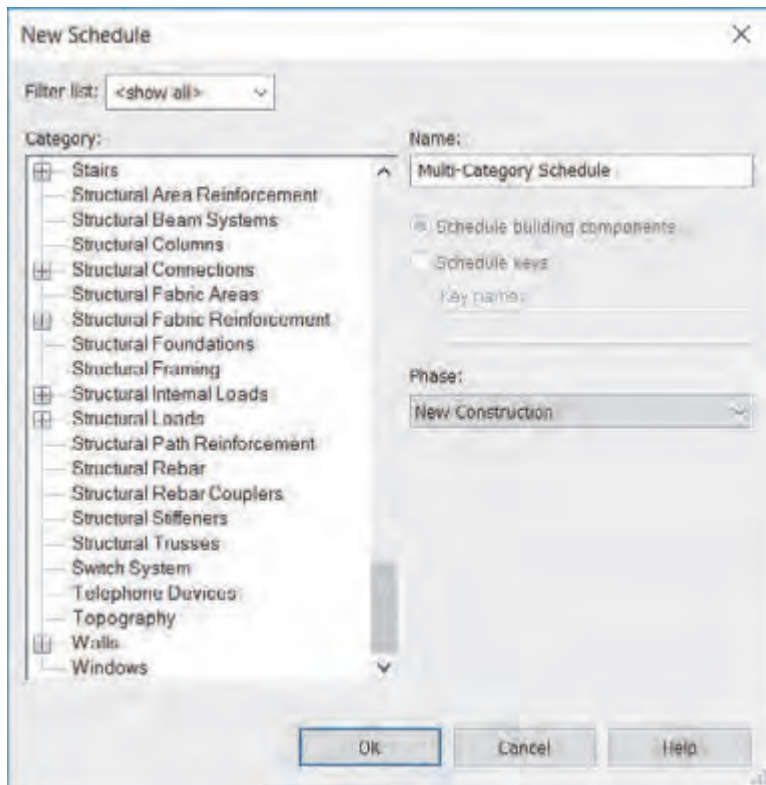 New Schedule
Filter list: <show all>
Category:
Stairs
Structural Area Reinforcement
Structural Beam Systems
Structural Columns
Structural Connections
Structural Fabric Areas
Structural Fabric Reinforcement
Structural Foundations
Structural Framing
Structural Internal Loads
Structural Loads
Structural Path Reinforcement
Structural Rebar
Structural Rebar Couplers
Structural Stiffeners
Structural Trusses
Switch System
Telephone Devices
Topography
Walls
Windows
Name:
Multi-Category Schedule
Schedule building components
Schedule keys
Key name:
Phase:
New Construction
OK
Cancel
Help